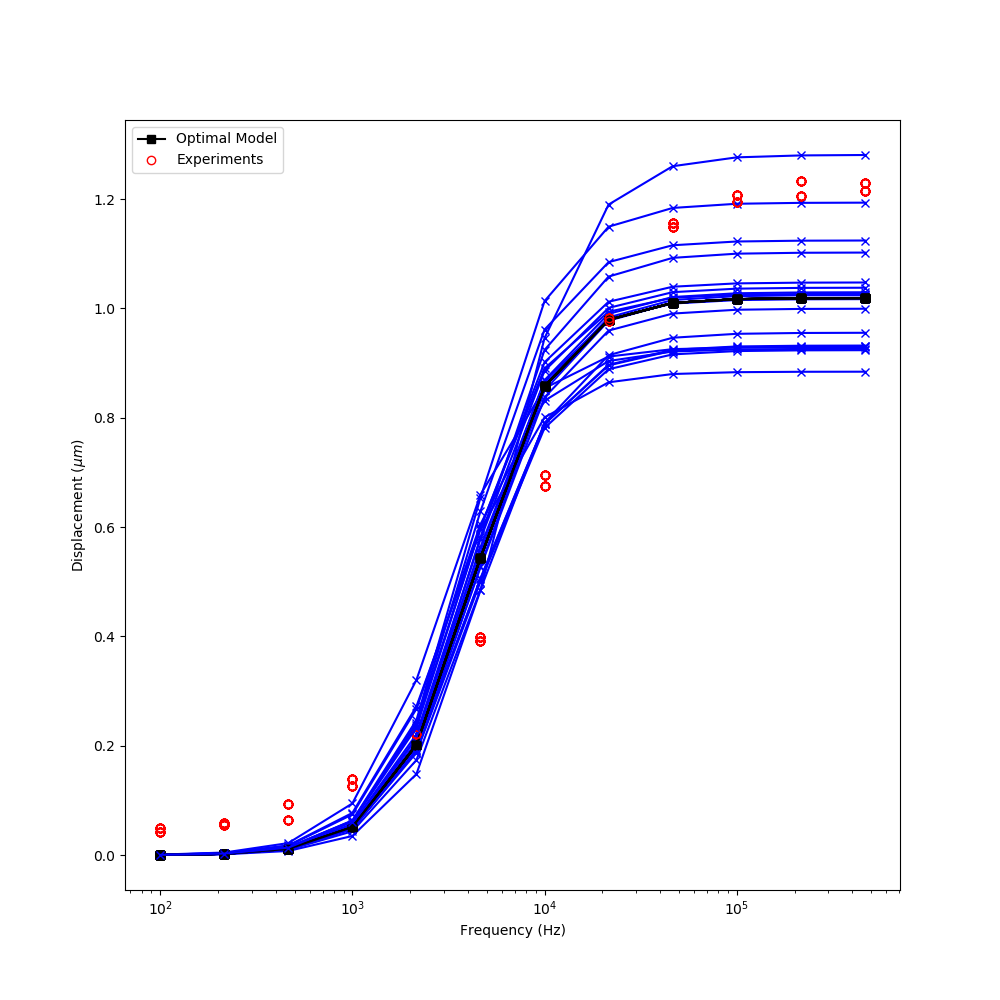 Optimal Model
Experiments
Displacement (μm)
1.2
1.0
0.8
0.6
0.4
0.2
0.0
10²
10³
10⁴
10⁵
Frequency (Hz)